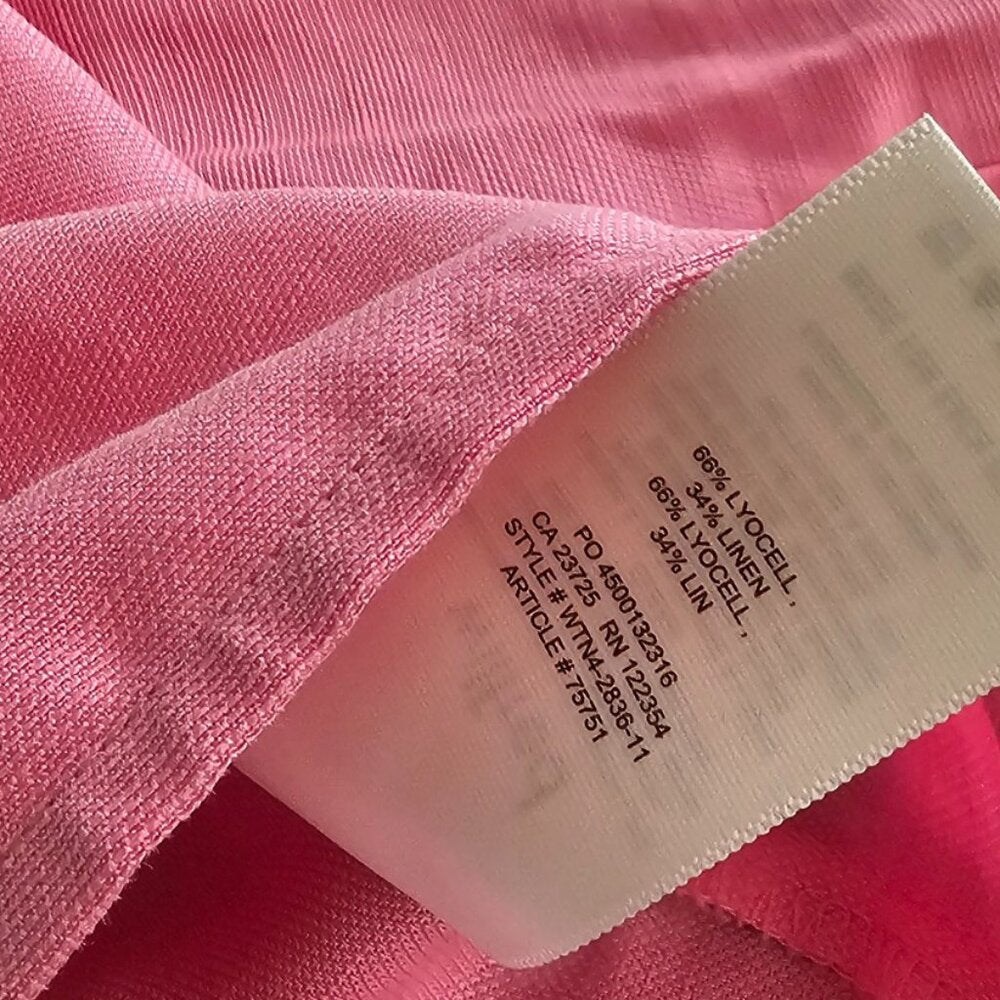 66% LYOCELL,
34% LINEN
66% LYOCELL,
34% LIN
PO 4500132316
CA 23725 RN 122354
STYLE # WTN4-2836-11
ARTICLE # 75751